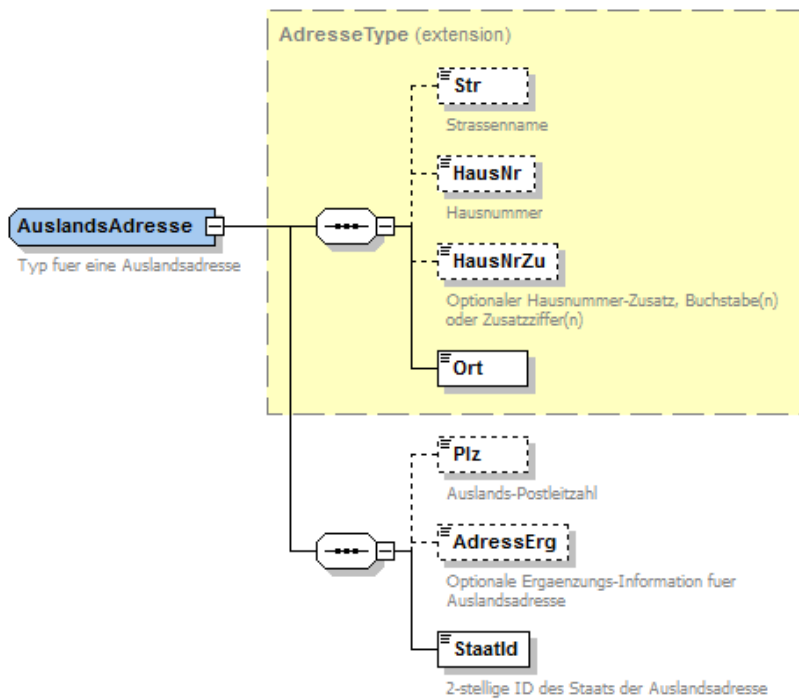 AdresseType (extension)
Str
Strassenname
HausNr
Hausnummer
AuslandsAdresse
Typ fuer eine Auslandsadresse
HausNrZu
Optionaler Hausnummer-Zusatz, Buchstabe(n)
oder Zusatzziffer(n)
Ort
Plz
Auslands-Postleitzahl
AdressErg
Optionale Ergaenzungs-Information fuer
Auslandsadresse
StaatId
2-stellige ID des Staats der Auslandsadresse